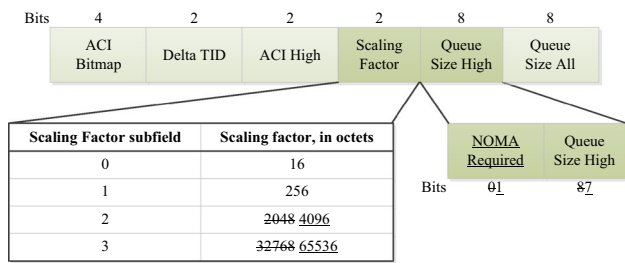 Bits 4 2 2 2 8 8
ACI Bitmap Delta TID ACI High Scaling Factor Queue Size High Queue Size All
Scaling Factor subfield Scaling factor, in octets
0 16
1 256
2 2048 4096
3 32768 65536
NOMA Required Queue Size High
Bits 01 87